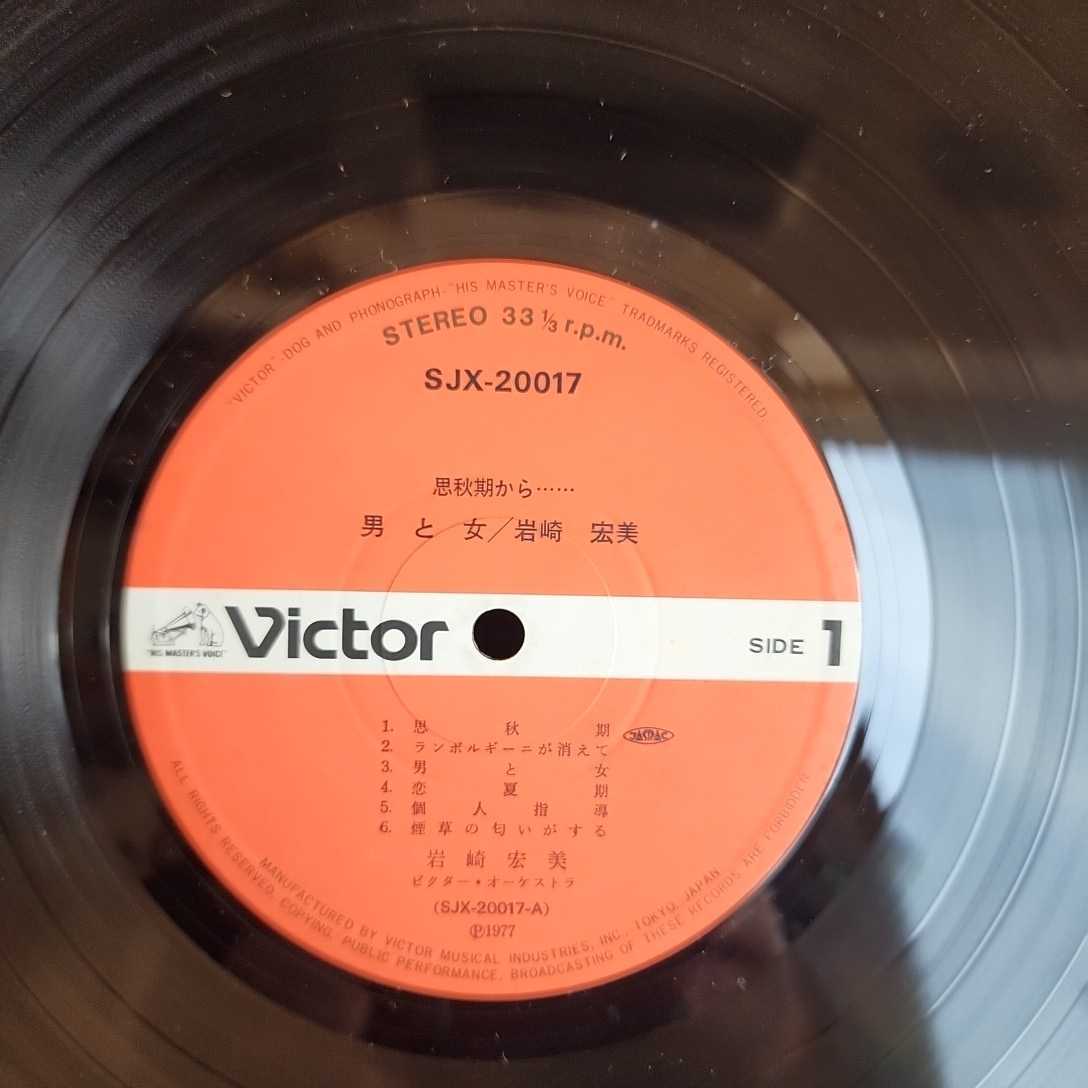 "VICTOR"-DOG AND PHONOGRAPH-"HIS MASTER'S VOICE" TRADMARKS REGISTERED
STEREO 33 ⅓ r.p.m.
SJX-20017
思秋期から……
男と女／岩崎 宏美
"HIS MASTER'S VOICE"
Victor
SIDE 1
1. 思秋期
JASRAC
2. ランボルギーニが消えて
3. 男と女
4. 恋夏期
5. 個人指導
6. 煙草の匂いがする
岩崎宏美
ビクター・オーケストラ
(SJX-20017-A)
Ⓟ1977
MANUFACTURED BY VICTOR MUSICAL INDUSTRIES, INC., TOKYO, JAPAN
ALL RIGHTS RESERVED. COPYING, PUBLIC PERFORMANCE, BROADCASTING OF THESE RECORDS ARE FORBIDDEN